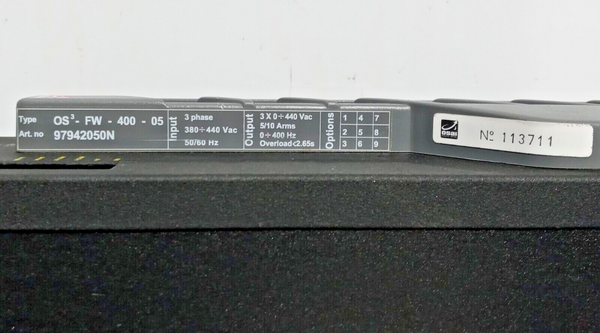 Type OS³- FW - 400 - 05
Art. no 97942050N
Input
3 phase
380÷440 Vac
50/60 Hz
Output
3 X 0÷440 Vac
5/10 Arms
0÷400 Hz
Overload<2.65s
Options
1 4 7
2 5 8
3 6 9
osai
Nº 113711